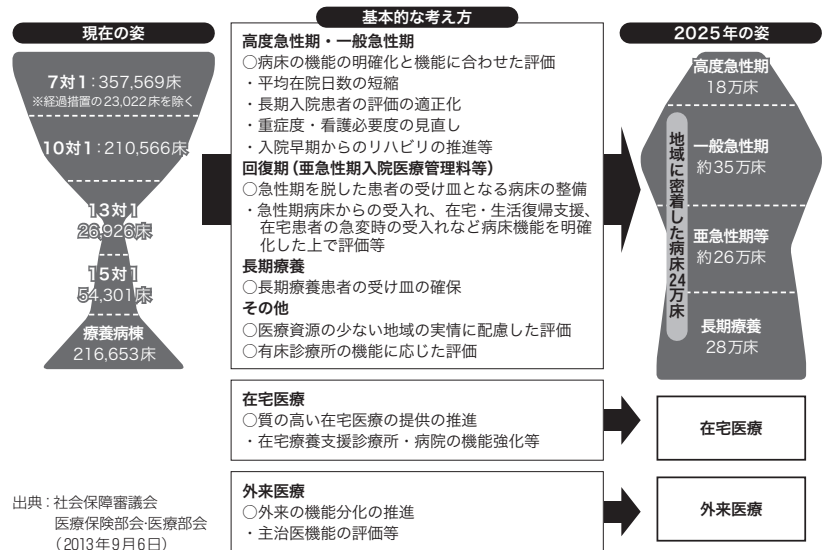 現在の姿
7対1：357,569床
※経過措置の23,022床を除く
10対1：210,566床
13対1
26,926床
15対1
54,301床
療養病棟
216,653床
出典：社会保障審議会
医療保険部会・医療部会
（2013年9月6日）
基本的な考え方
高度急性期・一般急性期
○病床の機能の明確化と機能に合わせた評価
・平均在院日数の短縮
・長期入院患者の評価の適正化
・重症度・看護必要度の見直し
・入院早期からのリハビリの推進等
回復期（亜急性期入院医療管理料等）
○急性期を脱した患者の受け皿となる病床の整備
・急性期病床からの受入れ、在宅・生活復帰支援、
在宅患者の急変時の受入れなど病床機能を明確
化した上で評価等
長期療養
○長期療養患者の受け皿の確保
その他
○医療資源の少ない地域の実情に配慮した評価
○有床診療所の機能に応じた評価
在宅医療
○質の高い在宅医療の提供の推進
・在宅療養支援診療所・病院の機能強化等
外来医療
○外来の機能分化の推進
・主治医機能の評価等
2025年の姿
高度急性期
18万床
地域に密着した病床24万床
一般急性期
約35万床
亜急性期等
約26万床
長期療養
28万床
在宅医療
外来医療